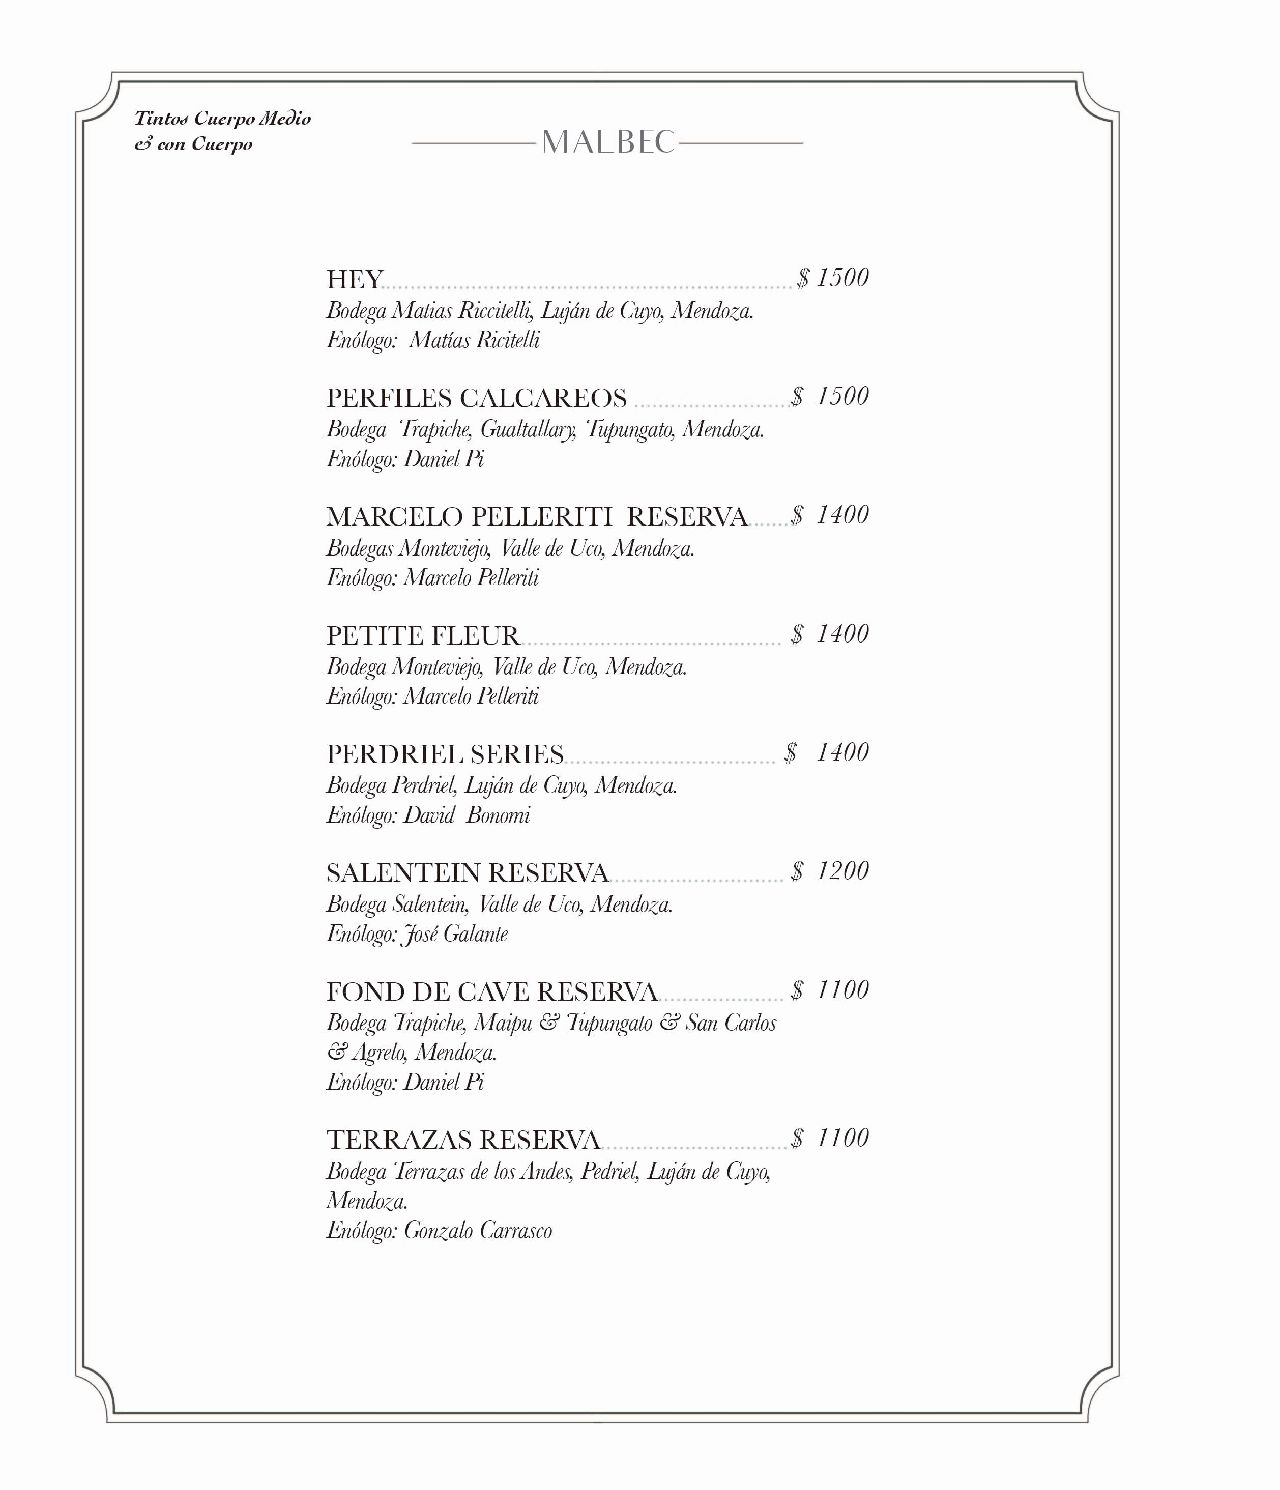 Tintos Cuerpo Medio
& con Cuerpo
MALBEC
HEY.......................................................................$ 1500
Bodega Matias Riccitelli, Luján de Cuyo, Mendoza.
Enólogo: Matías Ricitelli
PERFILES CALCAREOS ...........................$ 1500
Bodega Trapiche, Gualtallary, Tupungato, Mendoza.
Enólogo: Daniel Pi
MARCELO PELLERITI RESERVA........$ 1400
Bodegas Monteviejo, Valle de Uco, Mendoza.
Enólogo: Marcelo Pelleriti
PETITE FLEUR............................................. $ 1400
Bodega Monteviejo, Valle de Uco, Mendoza.
Enólogo: Marcelo Pelleriti
PERDRIEL SERIES.................................... $ 1400
Bodega Perdriel, Luján de Cuyo, Mendoza.
Enólogo: David Bonomi
SALENTEIN RESERVA.............................. $ 1200
Bodega Salentein, Valle de Uco, Mendoza.
Enólogo: José Galante
FOND DE CAVE RESERVA..................... $ 1100
Bodega Trapiche, Maipu & Tupungato & San Carlos
& Agrelo, Mendoza.
Enólogo: Daniel Pi
TERRAZAS RESERVA................................$ 1100
Bodega Terrazas de los Andes, Pedriel, Luján de Cuyo,
Mendoza.
Enólogo: Gonzalo Carrasco